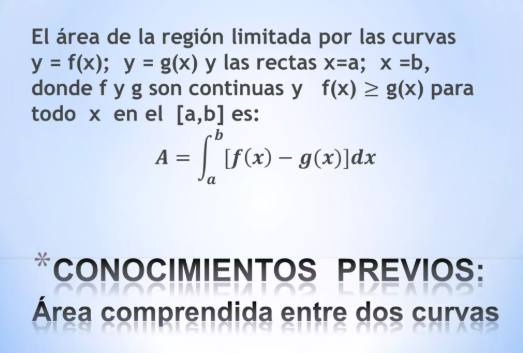 El área de la región limitada por las curvas
y = f(x); y = g(x) y las rectas x=a; x =b,
donde f y g son continuas y f(x) ≥ g(x) para
todo x en el [a,b] es:
A = ∫_a^b [f(x) − g(x)]dx
*CONOCIMIENTOS PREVIOS:
Área comprendida entre dos curvas